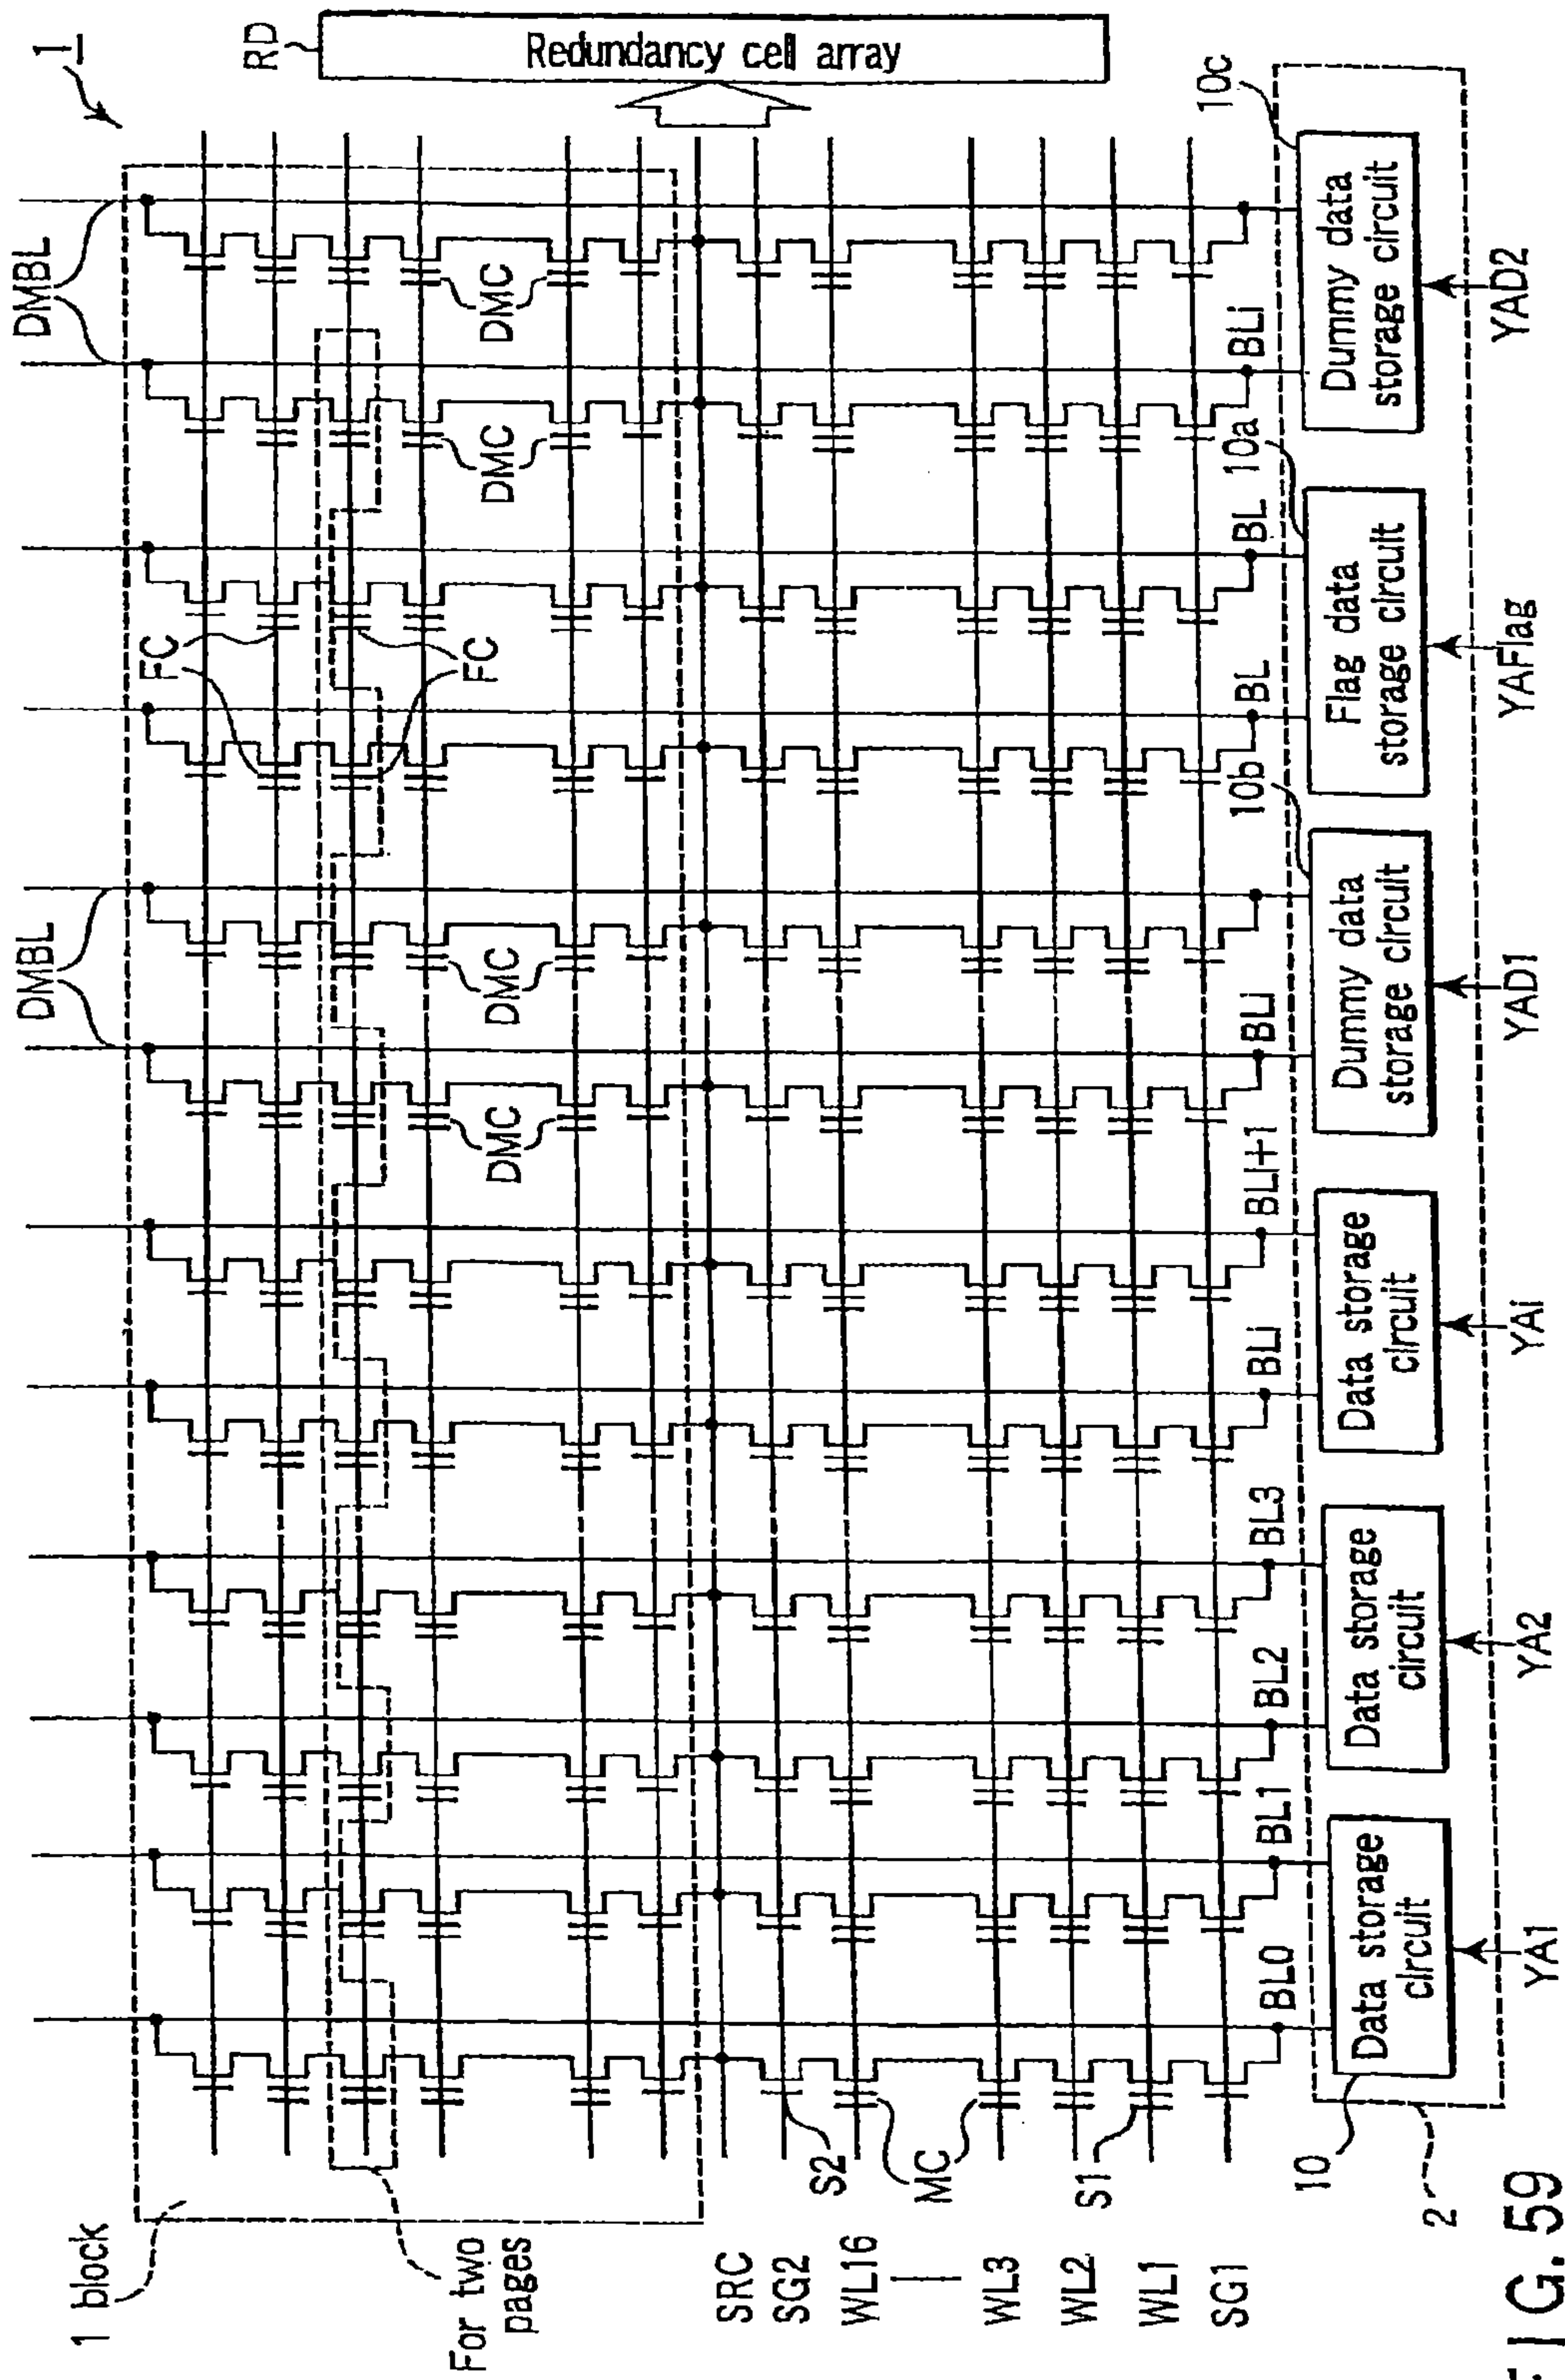 1
RD
Redundancy cell array
1 block
DMBL
DMBL
For two
pages
FC
FC
DMC
DMC
DMC
DMC
SRC
SG2
S2
WL16
MC
WL3
WL2
S1
WL1
SG1
BL0
BL1
BL2
BL3
BLi
BLi+1
BLi
BL
BL
BLi
10
10b
10a
10c
2
Data storage
circuit
Data storage
circuit
Data storage
circuit
Dummy data
storage circuit
Flag data
storage circuit
Dummy data
storage circuit
YA1
YA2
YAi
YAD1
YAFlag
YAD2
FIG. 59